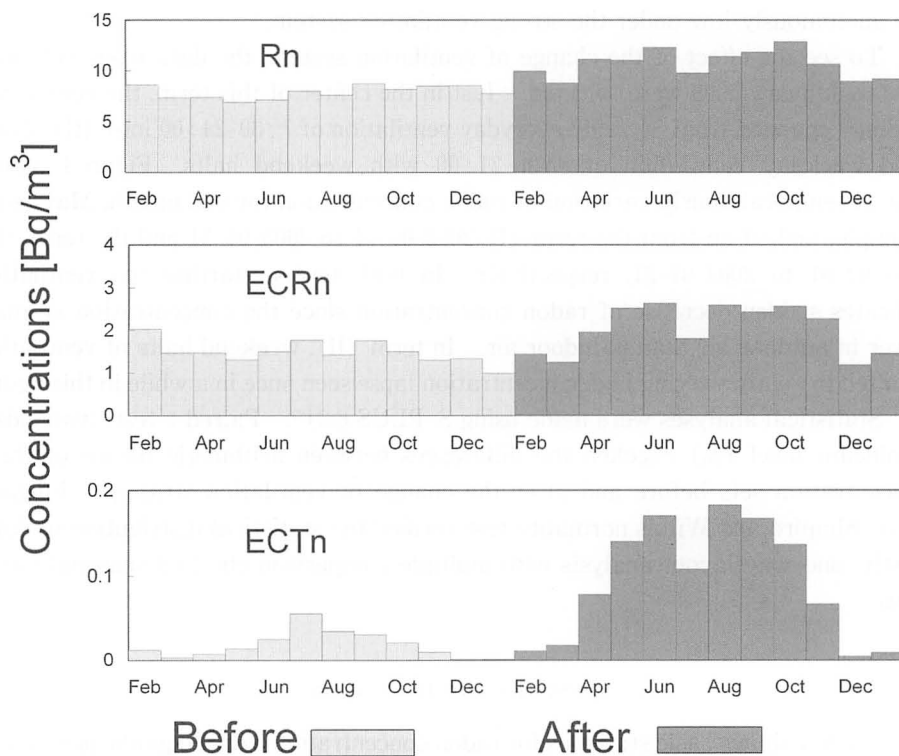 15
Rn
10
5
0
Feb Apr Jun Aug Oct Dec Feb Apr Jun Aug Oct Dec
Concentrations [Bq/m³]
4
ECRn
3
2
1
0
Feb Apr Jun Aug Oct Dec Feb Apr Jun Aug Oct Dec
0.2
ECTn
0.1
0
Feb Apr Jun Aug Oct Dec Feb Apr Jun Aug Oct Dec
Before After